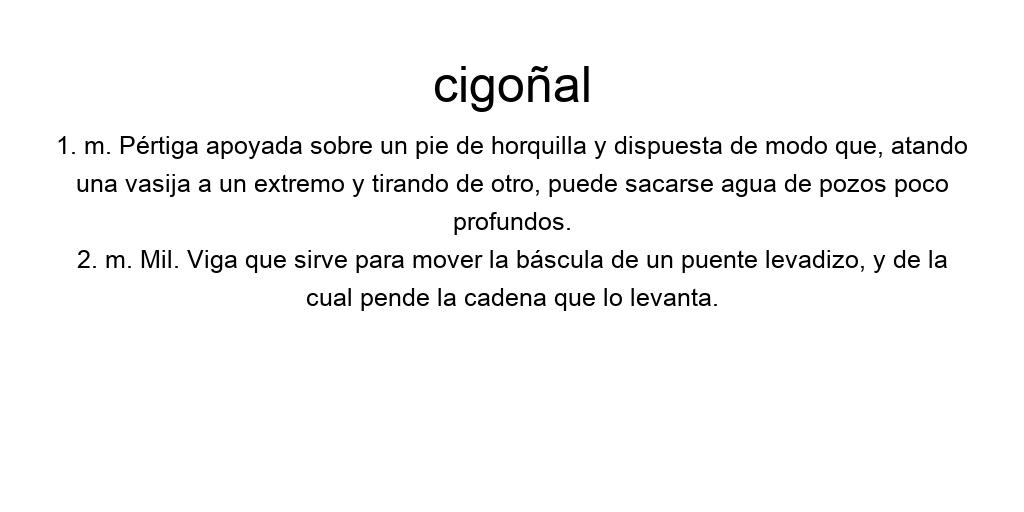 cigoñal
1. m. Pértiga apoyada sobre un pie de horquilla y dispuesta de modo que, atando
una vasija a un extremo y tirando de otro, puede sacarse agua de pozos poco
profundos.
2. m. Mil. Viga que sirve para mover la báscula de un puente levadizo, y de la
cual pende la cadena que lo levanta.